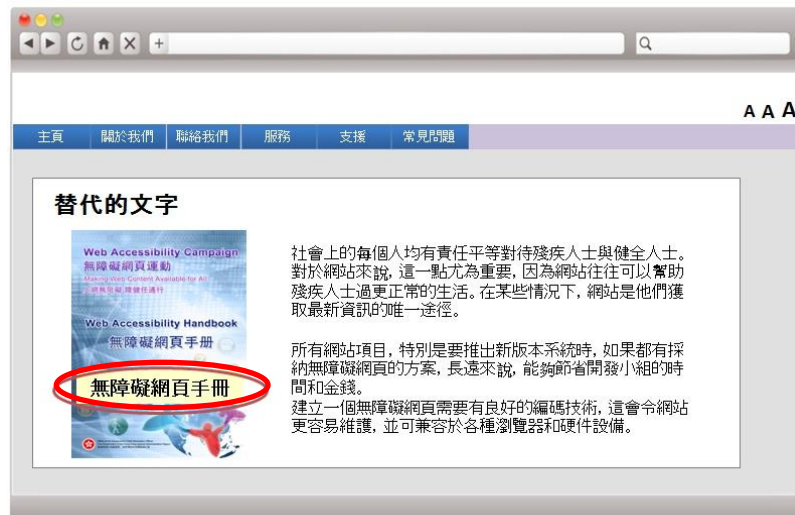 A A A
主頁 關於我們 聯絡我們 服務 支援 常見問題
替代的文字
Web Accessibility Campaign
無障礙網頁運動
Making Web Content Available for All
Web Accessibility Handbook
無障礙網頁手册
無障礙網頁手冊
社會上的每個人均有責任平等對待殘疾人士與健全人士。
對於網站來說, 這一點尤為重要, 因為網站往往可以幫助
殘疾人士過更正常的生活。在某些情況下, 網站是他們獲
取最新資訊的唯一途徑。
所有網站項目, 特別是要推出新版本系統時, 如果都有採
納無障礙網頁的方案, 長遠來說, 能夠節省開發小組的時
間和金錢。
建立一個無障礙網頁需要有良好的編碼技術, 這會令網站
更容易維護, 並可兼容於各種瀏覽器和硬件設備。